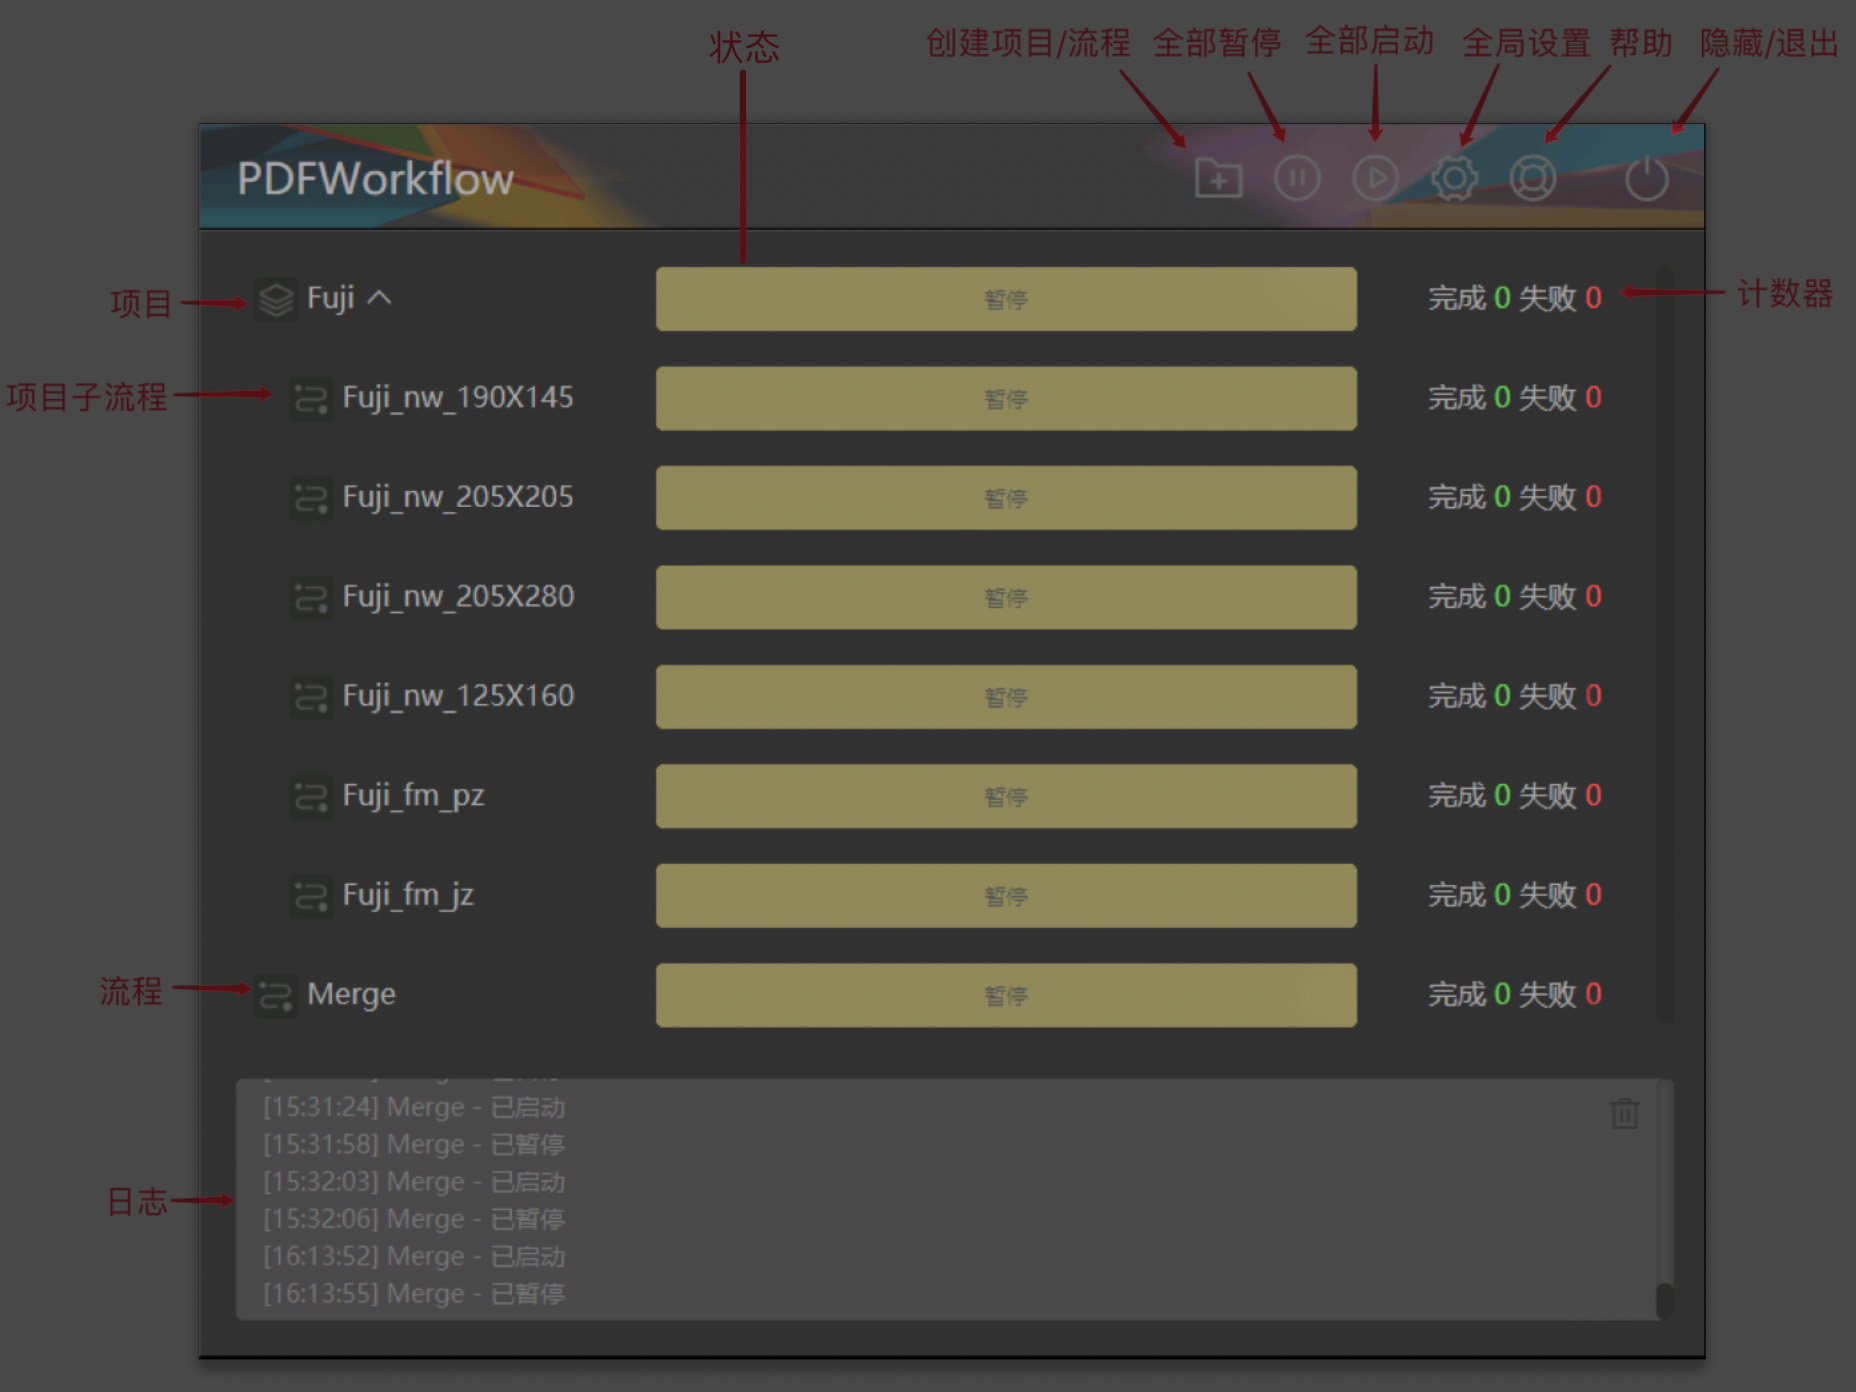 状态
创建项目/流程 全部暂停 全部启动 全局设置 帮助 隐藏/退出
PDFWorkflow
项目 Fuji 暂停 完成 0 失败 0 计数器
项目子流程 Fuji_nw_190X145 暂停 完成 0 失败 0
Fuji_nw_205X205 暂停 完成 0 失败 0
Fuji_nw_205X280 暂停 完成 0 失败 0
Fuji_nw_125X160 暂停 完成 0 失败 0
Fuji_fm_pz 暂停 完成 0 失败 0
Fuji_fm_jz 暂停 完成 0 失败 0
流程 Merge 暂停 完成 0 失败 0
[15:31:24] Merge - 已启动
[15:31:58] Merge - 已暂停
[15:32:03] Merge - 已启动
日志 [15:32:06] Merge - 已暂停
[16:13:52] Merge - 已启动
[16:13:55] Merge - 已暂停